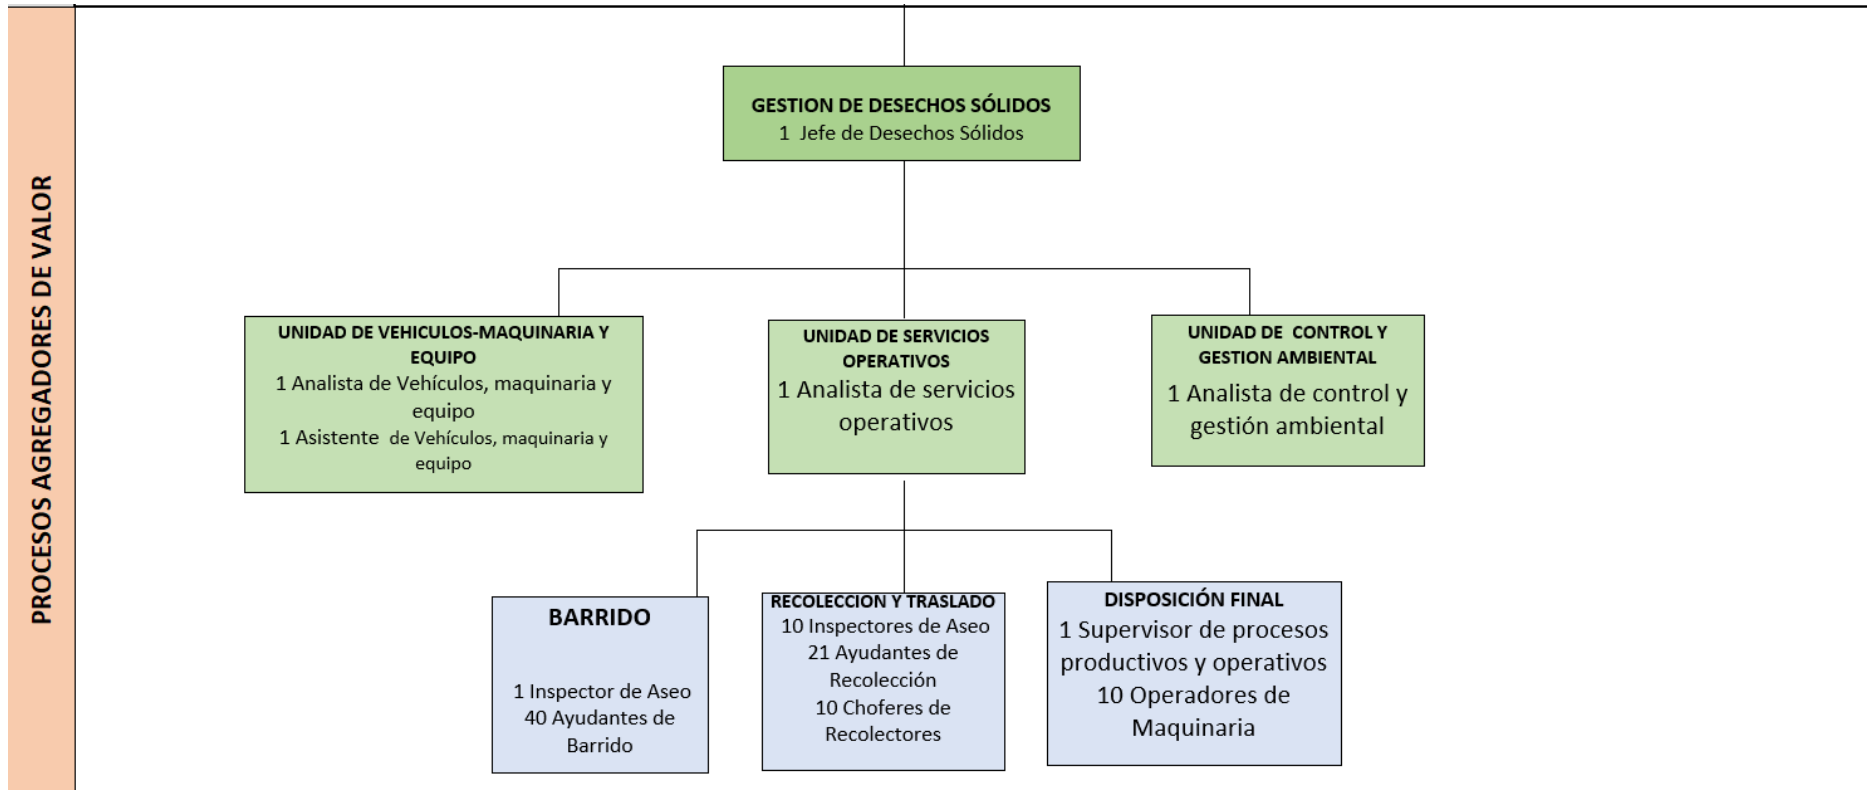 PROCESOS AGREGADORES DE VALOR
GESTION DE DESECHOS SÓLIDOS
1 Jefe de Desechos Sólidos
UNIDAD DE VEHICULOS-MAQUINARIA Y
EQUIPO
1 Analista de Vehículos, maquinaria y
equipo
1 Asistente de Vehículos, maquinaria y
equipo
UNIDAD DE SERVICIOS
OPERATIVOS
1 Analista de servicios
operativos
UNIDAD DE CONTROL Y
GESTION AMBIENTAL
1 Analista de control y
gestión ambiental
BARRIDO
1 Inspector de Aseo
40 Ayudantes de
Barrido
RECOLECCION Y TRASLADO
10 Inspectores de Aseo
21 Ayudantes de
Recolección
10 Choferes de
Recolectores
DISPOSICIÓN FINAL
1 Supervisor de procesos
productivos y operativos
10 Operadores de
Maquinaria